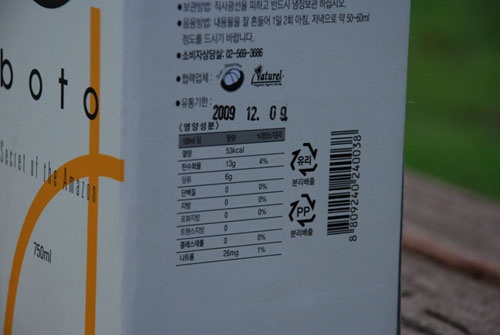 boto
Secret of the Amazon
750ml
•보관방법: 직사광선을 피하고 반드시 냉장보관 하십시오.
•음용방법: 내용물을 잘 흔들어 1일 2회 아침, 저녁으로 약 50~60ml
정도를 드시기 바랍니다.
•소비자상담실: 02-569-3686
•협력업체:
Naturel
•유통기한:
2009 12. 09.
<영양성분>
100ml 당 함량
열량 53kcal
탄수화물 13g 4%
당류 6g
단백질 0 0%
지방 0 0%
포화지방 0 0%
트랜스지방 0
콜레스테롤 0 0%
나트륨 26mg 1%
유리
분리배출
PP
분리배출
8 809240 240038